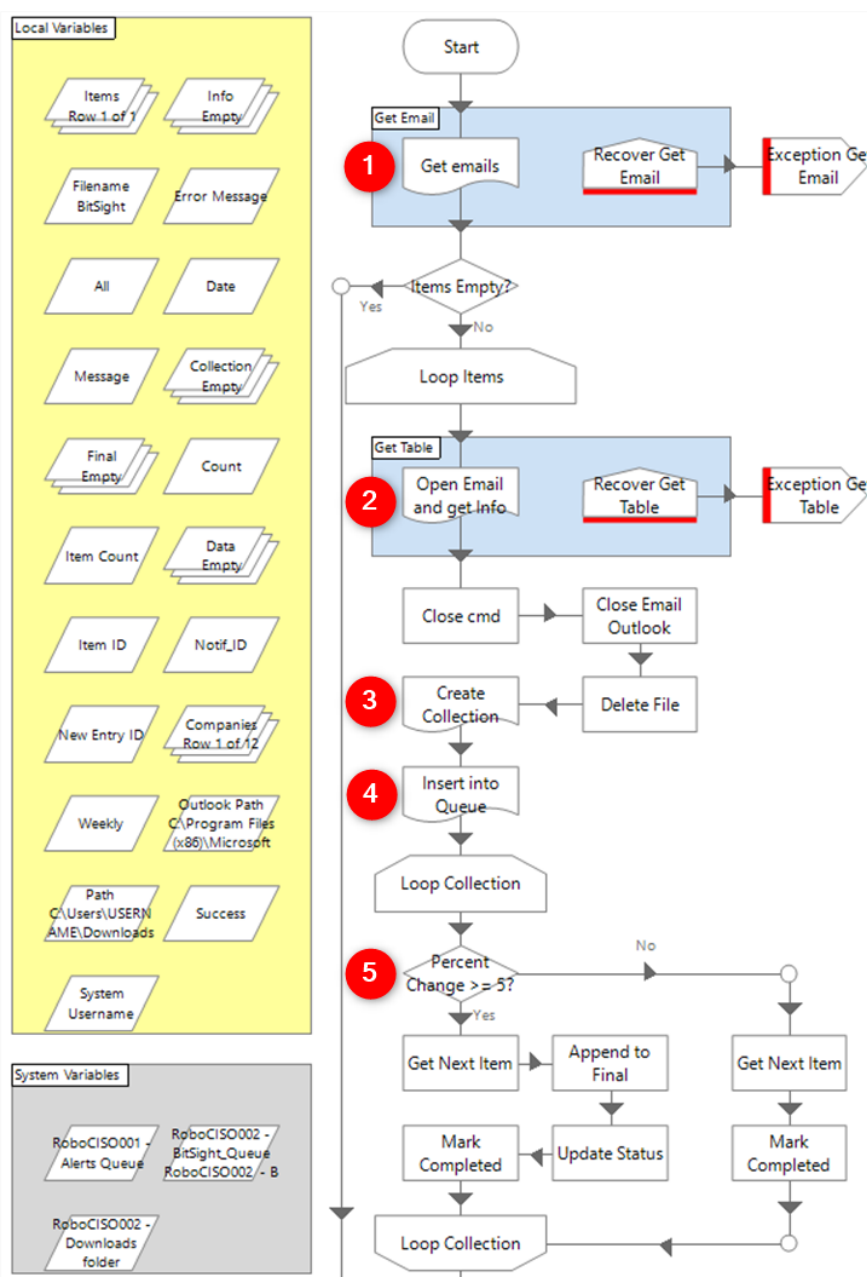 Local Variables
Items
Row 1 of 1
Info
Empty
Filename
BitSight
Error Message
All
Date
Message
Collection
Empty
Final
Empty
Count
Item Count
Data
Empty
Item ID
Notif_ID
New Entry ID
Companies
Row 1 of 12
Weekly
Outlook Path
C:\Program Files
(x86)\Microsoft
Path
C:\Users\USERN
AME\Downloads
Success
System
Username
System Variables
RoboCISO001 -
Alerts Queue
RoboCISO002 -
BitSight_Queue
RoboCISO002 - B
RoboCISO002 -
Downloads
folder
Start
Get Email
1
Get emails
Recover Get
Email
Exception Ge
Email
Items Empty?
Yes
No
Loop Items
Get Table
2
Open Email
and get Info
Recover Get
Table
Exception Ge
Table
Close cmd
Close Email
Outlook
3
Create
Collection
Delete File
4
Insert into
Queue
Loop Collection
5
Percent
Change >= 5?
No
Yes
Get Next Item
Append to
Final
Get Next Item
Mark
Completed
Update Status
Mark
Completed
Loop Collection